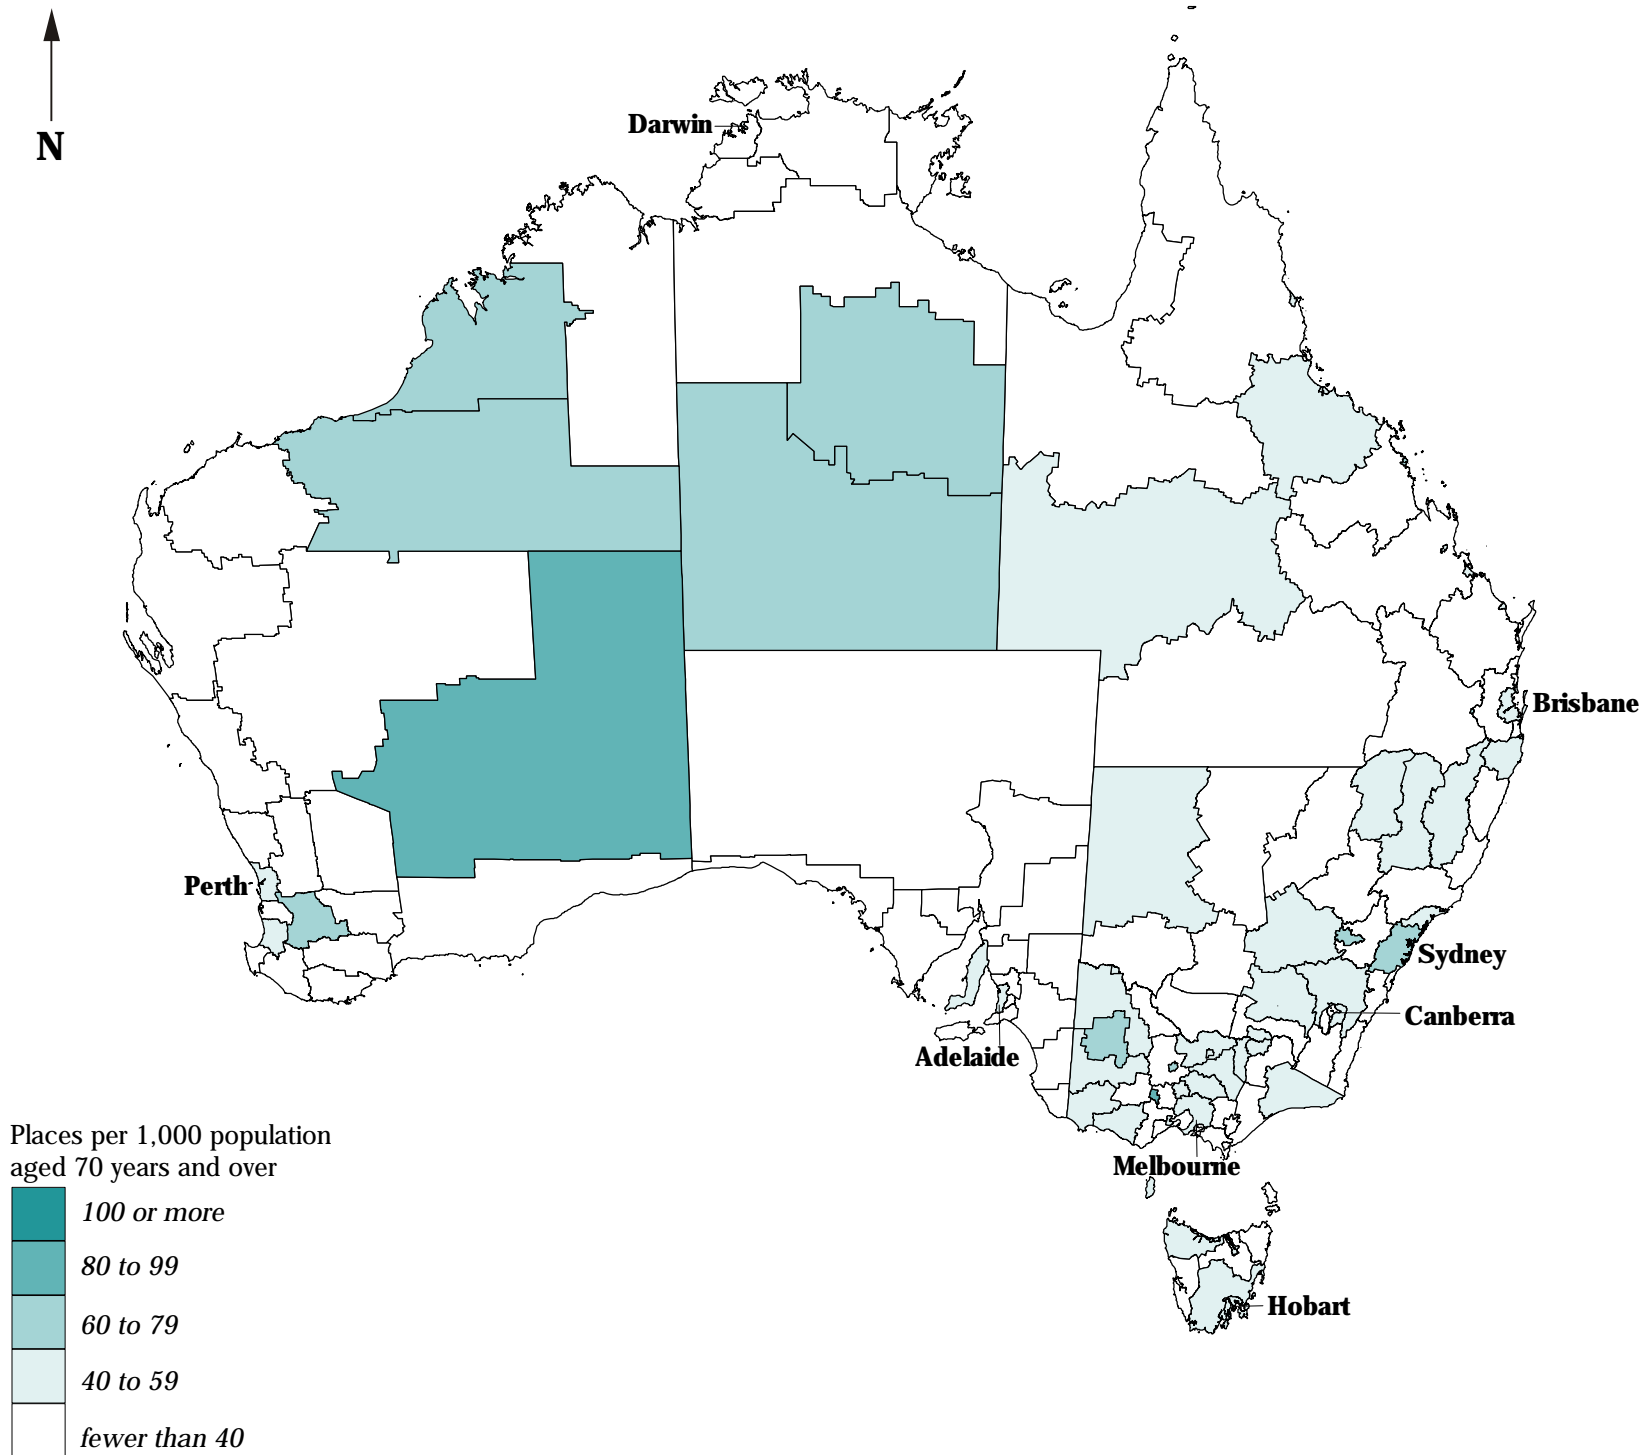 N
Darwin
Brisbane
Perth
Sydney
Canberra
Adelaide
Melbourne
Hobart
Places per 1,000 population
aged 70 years and over
100 or more
80 to 99
60 to 79
40 to 59
fewer than 40